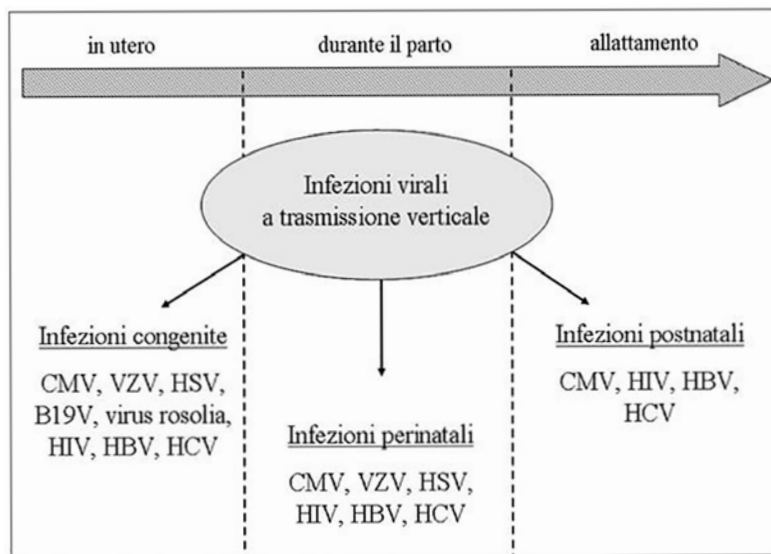 in utero
durante il parto
allattamento
Infezioni virali
a trasmissione verticale
Infezioni congenite
CMV, VZV, HSV,
B19V, virus rosolia,
HIV, HBV, HCV
Infezioni perinatali
CMV, VZV, HSV,
HIV, HBV, HCV
Infezioni postnatali
CMV, HIV, HBV,
HCV